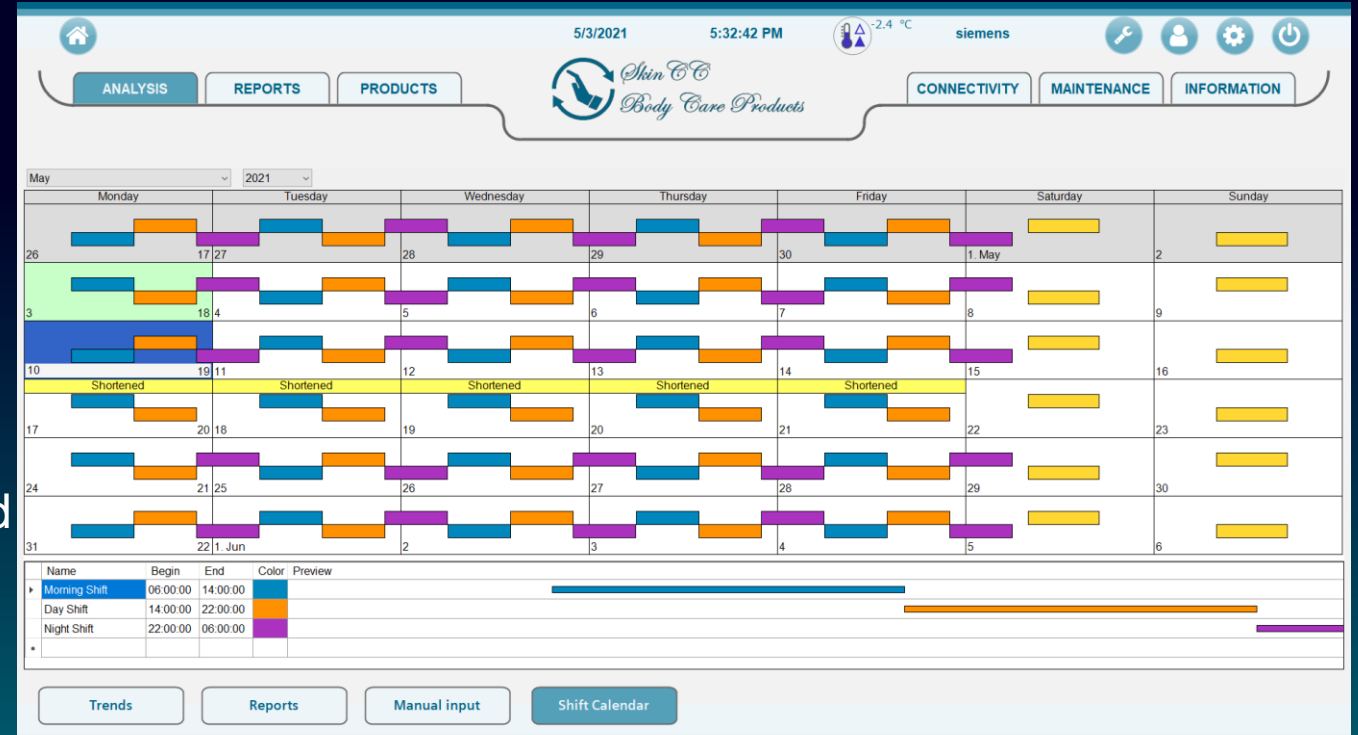 5/3/2021 5:32:42 PM -2.4 °C siemens
ANALYSIS REPORTS PRODUCTS Skin CC CONNECTIVITY MAINTENANCE INFORMATION
Body Care Products
May 2021
Monday Tuesday Wednesday Thursday Friday Saturday Sunday
26 17 27 28 29 30 1. May 2
3 18 4 5 6 7 8 9
10 19 11 12 13 14 15 16
Shortened Shortened Shortened Shortened Shortened
17 20 18 19 20 21 22 23
24 21 25 26 27 28 29 30
d
31 22 1. Jun 2 3 4 5 6
Name Begin End Color Preview
Morning Shift 06:00:00 14:00:00
Day Shift 14:00:00 22:00:00
Night Shift 22:00:00 06:00:00
Trends Reports Manual input Shift Calendar